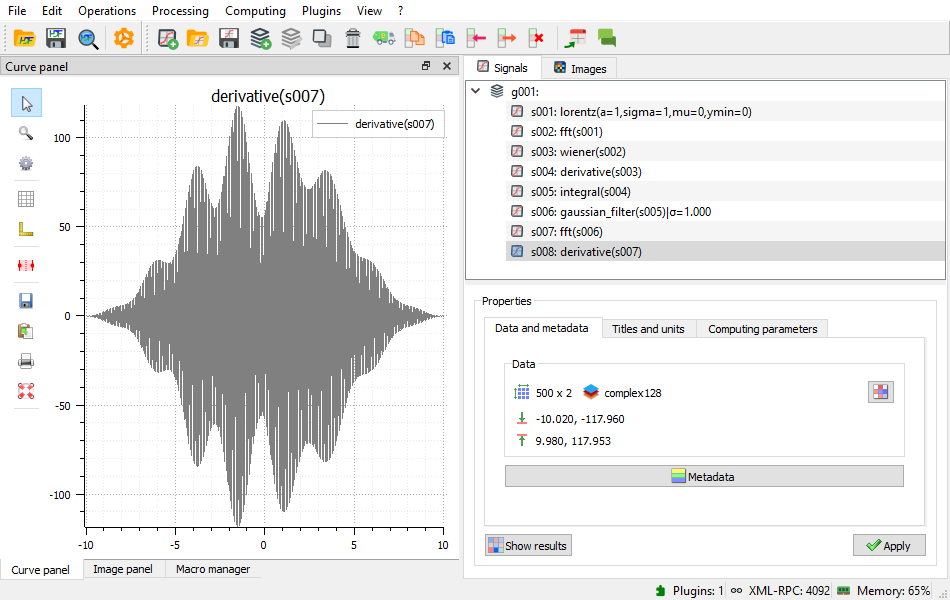 File Edit Operations Processing Computing Plugins View ?
Curve panel
derivative(s007)
derivative(s007)
100
50
0
-50
-100
-10 -5 0 5 10
Curve panel Image panel Macro manager
Signals Images
g001:
s001: lorentz(a=1,sigma=1,mu=0,ymin=0)
s002: fft(s001)
s003: wiener(s002)
s004: derivative(s003)
s005: integral(s004)
s006: gaussian_filter(s005)|σ=1.000
s007: fft(s006)
s008: derivative(s007)
Properties
Data and metadata Titles and units Computing parameters
Data
500 x 2 complex128
-10.020, -117.960
9.980, 117.953
Metadata
Show results Apply
Plugins: 1 XML-RPC: 4092 Memory: 65%